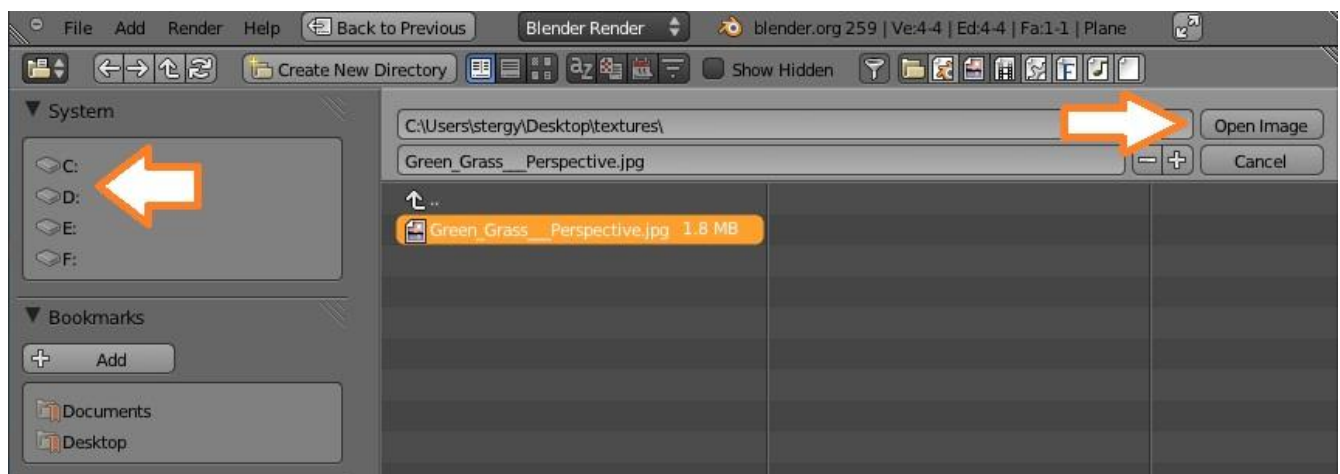 File Add Render Help Back to Previous Blender Render blender.org 259 | Ve:4-4 | Ed:4-4 | Fa:1-1 | Plane
Create New Directory Show Hidden
System
C:
D:
E:
F:
Bookmarks
Add
Documents
Desktop
C:\Users\stergy\Desktop\textures\ Open Image
Green_Grass___Perspective.jpg Cancel
..
Green_Grass___Perspective.jpg 1.8 MB